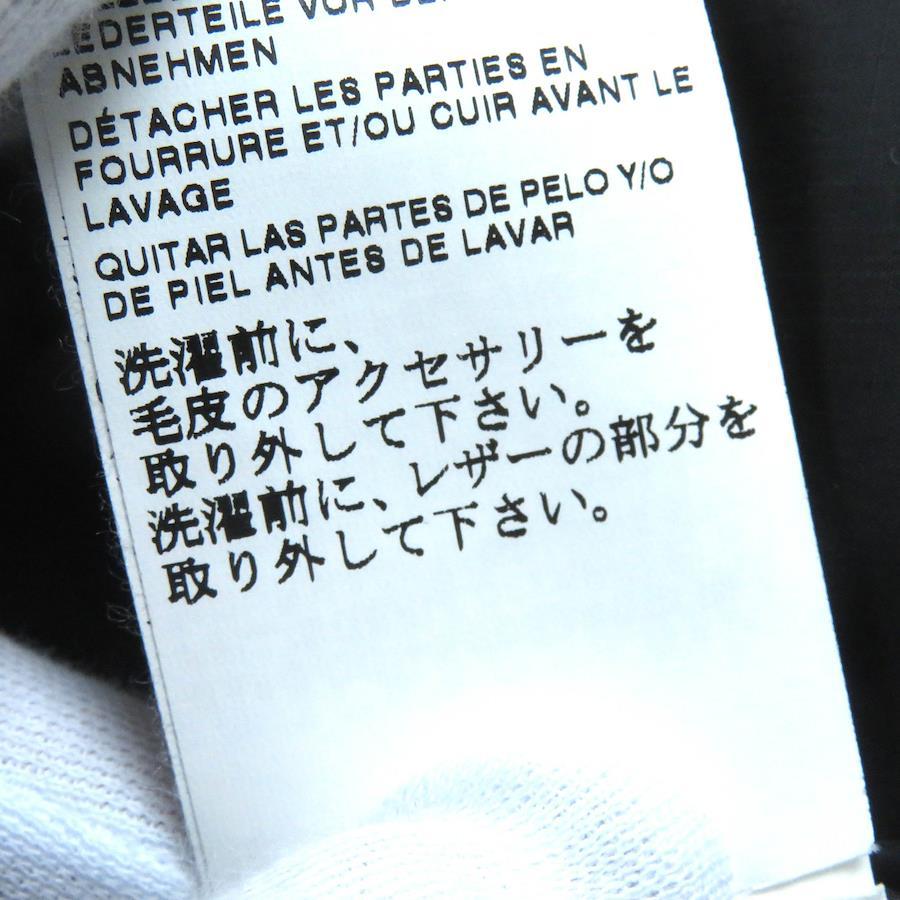 LEDERTEILE VOR
ABNEHMEN
DÉTACHER LES PARTIES EN
FOURRURE ET/OU CUIR AVANT LE
LAVAGE
QUITAR LAS PARTES DE PELO Y/O
DE PIEL ANTES DE LAVAR
洗濯前に、
毛皮のアクセサリーを
取り外して下さい。
洗濯前に、レザーの部分を
取り外して下さい。